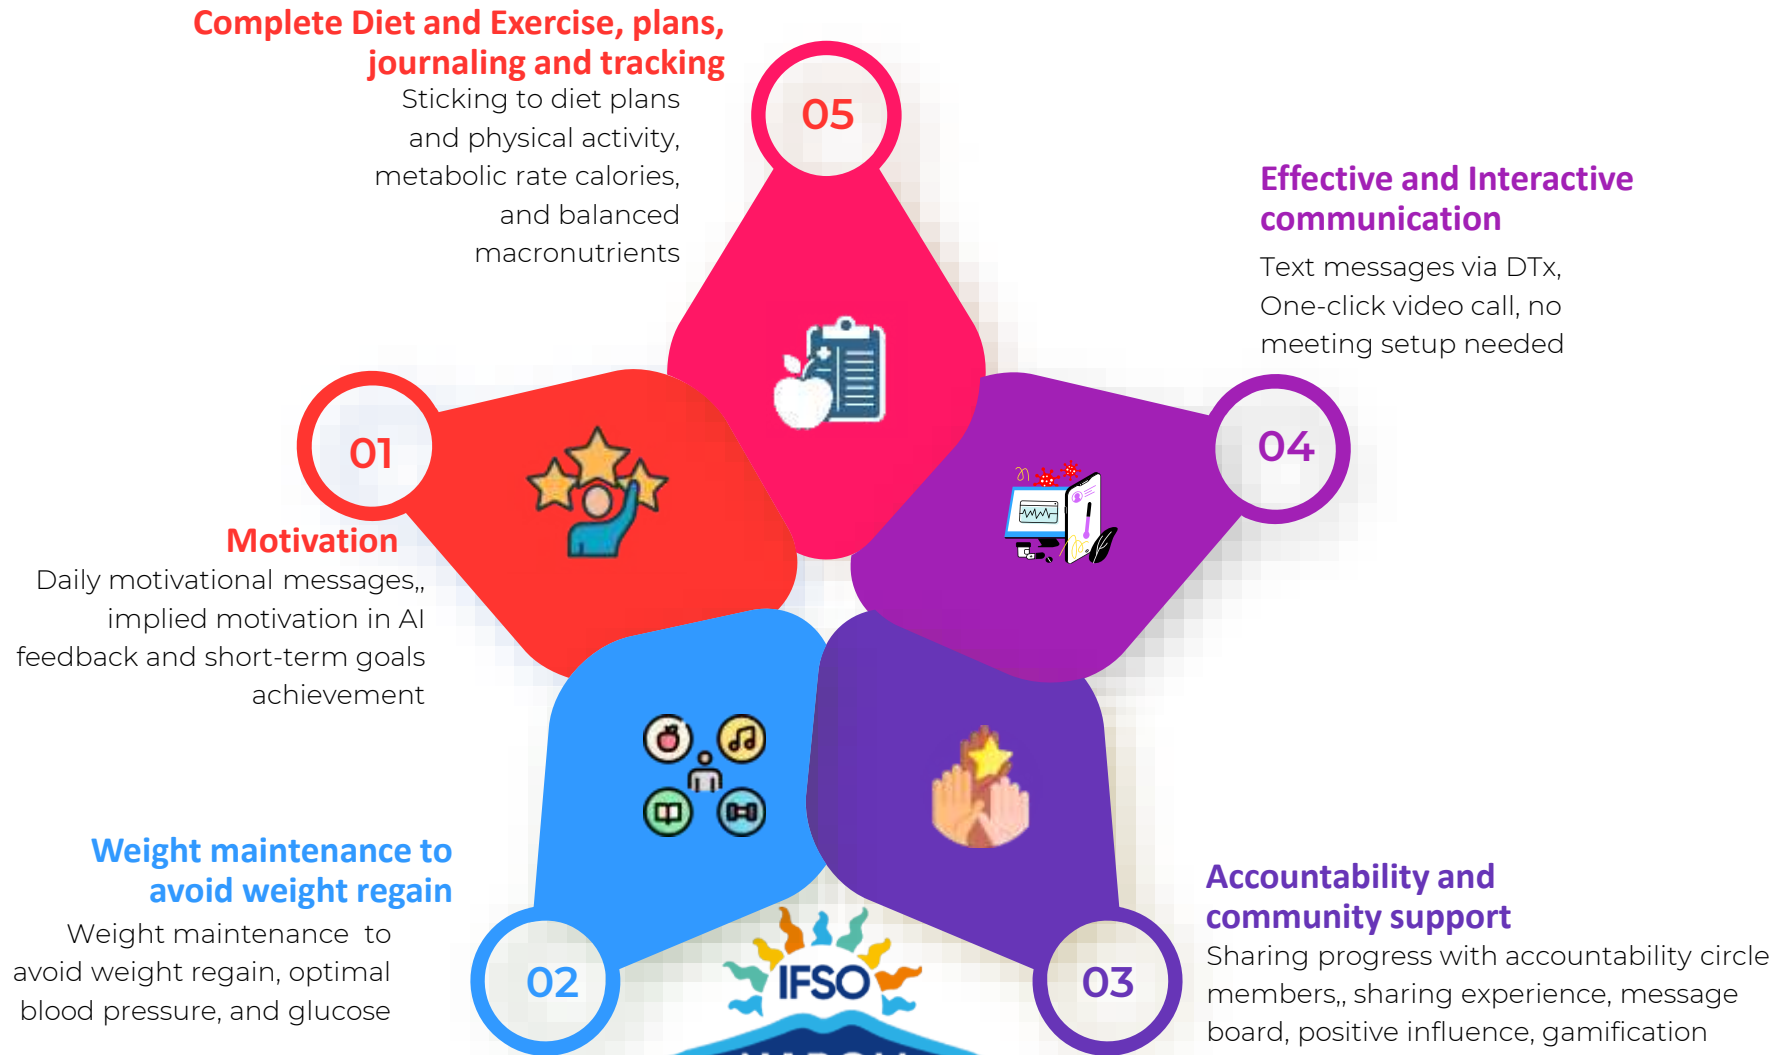 Complete Diet and Exercise, plans,
journaling and tracking
Sticking to diet plans
and physical activity,
metabolic rate calories,
and balanced
macronutrients
05
Effective and Interactive
communication
Text messages via DTx,
One-click video call, no
meeting setup needed
04
01
Motivation
Daily motivational messages,,
implied motivation in AI
feedback and short-term goals
achievement
Weight maintenance to
avoid weight regain
Weight maintenance to
avoid weight regain, optimal
blood pressure, and glucose
02
IFSO
03
Accountability and
community support
Sharing progress with accountability circle
members,, sharing experience, message
board, positive influence, gamification